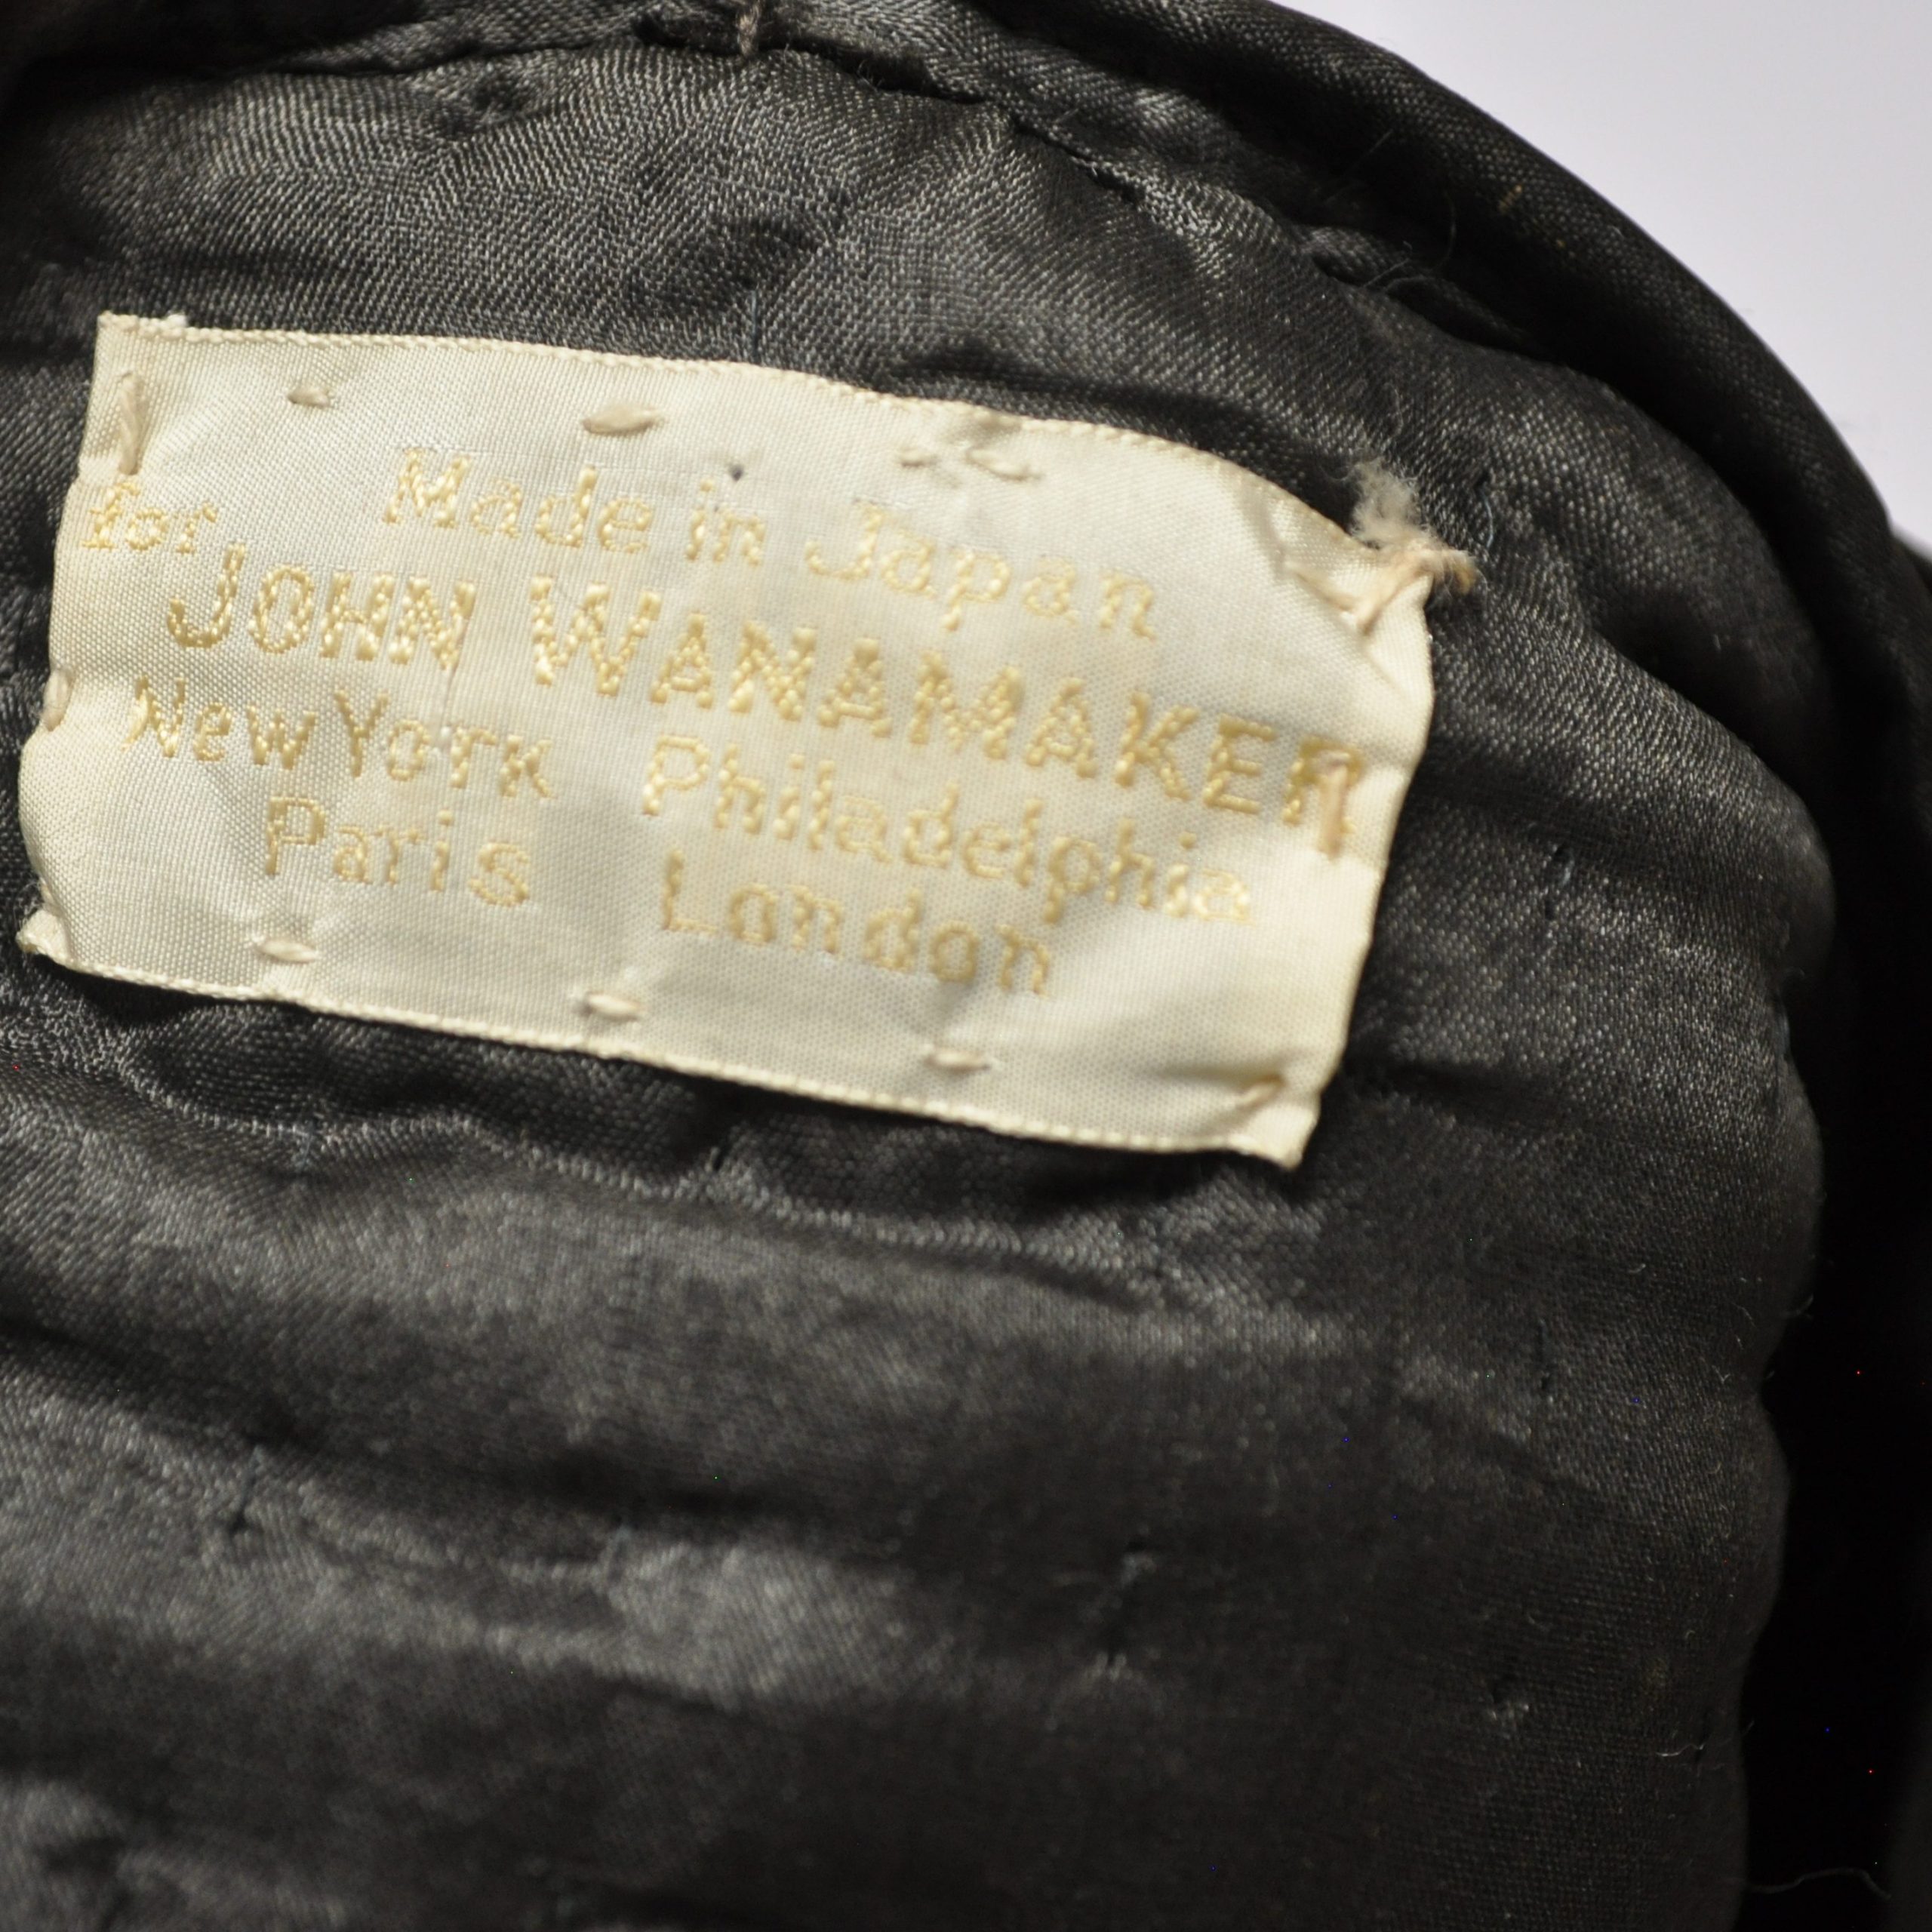 Made in Japan
for
JOHN WANAMAKER
New York Philadelphia
Paris London